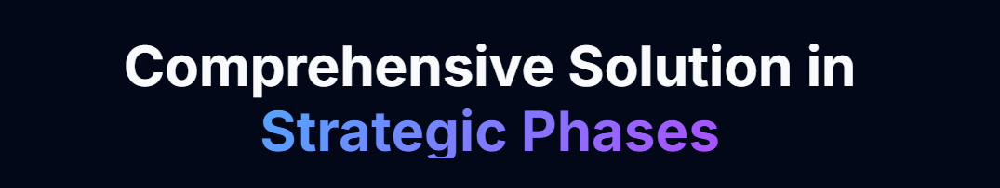 Comprehensive Solution in
Strategic Phases